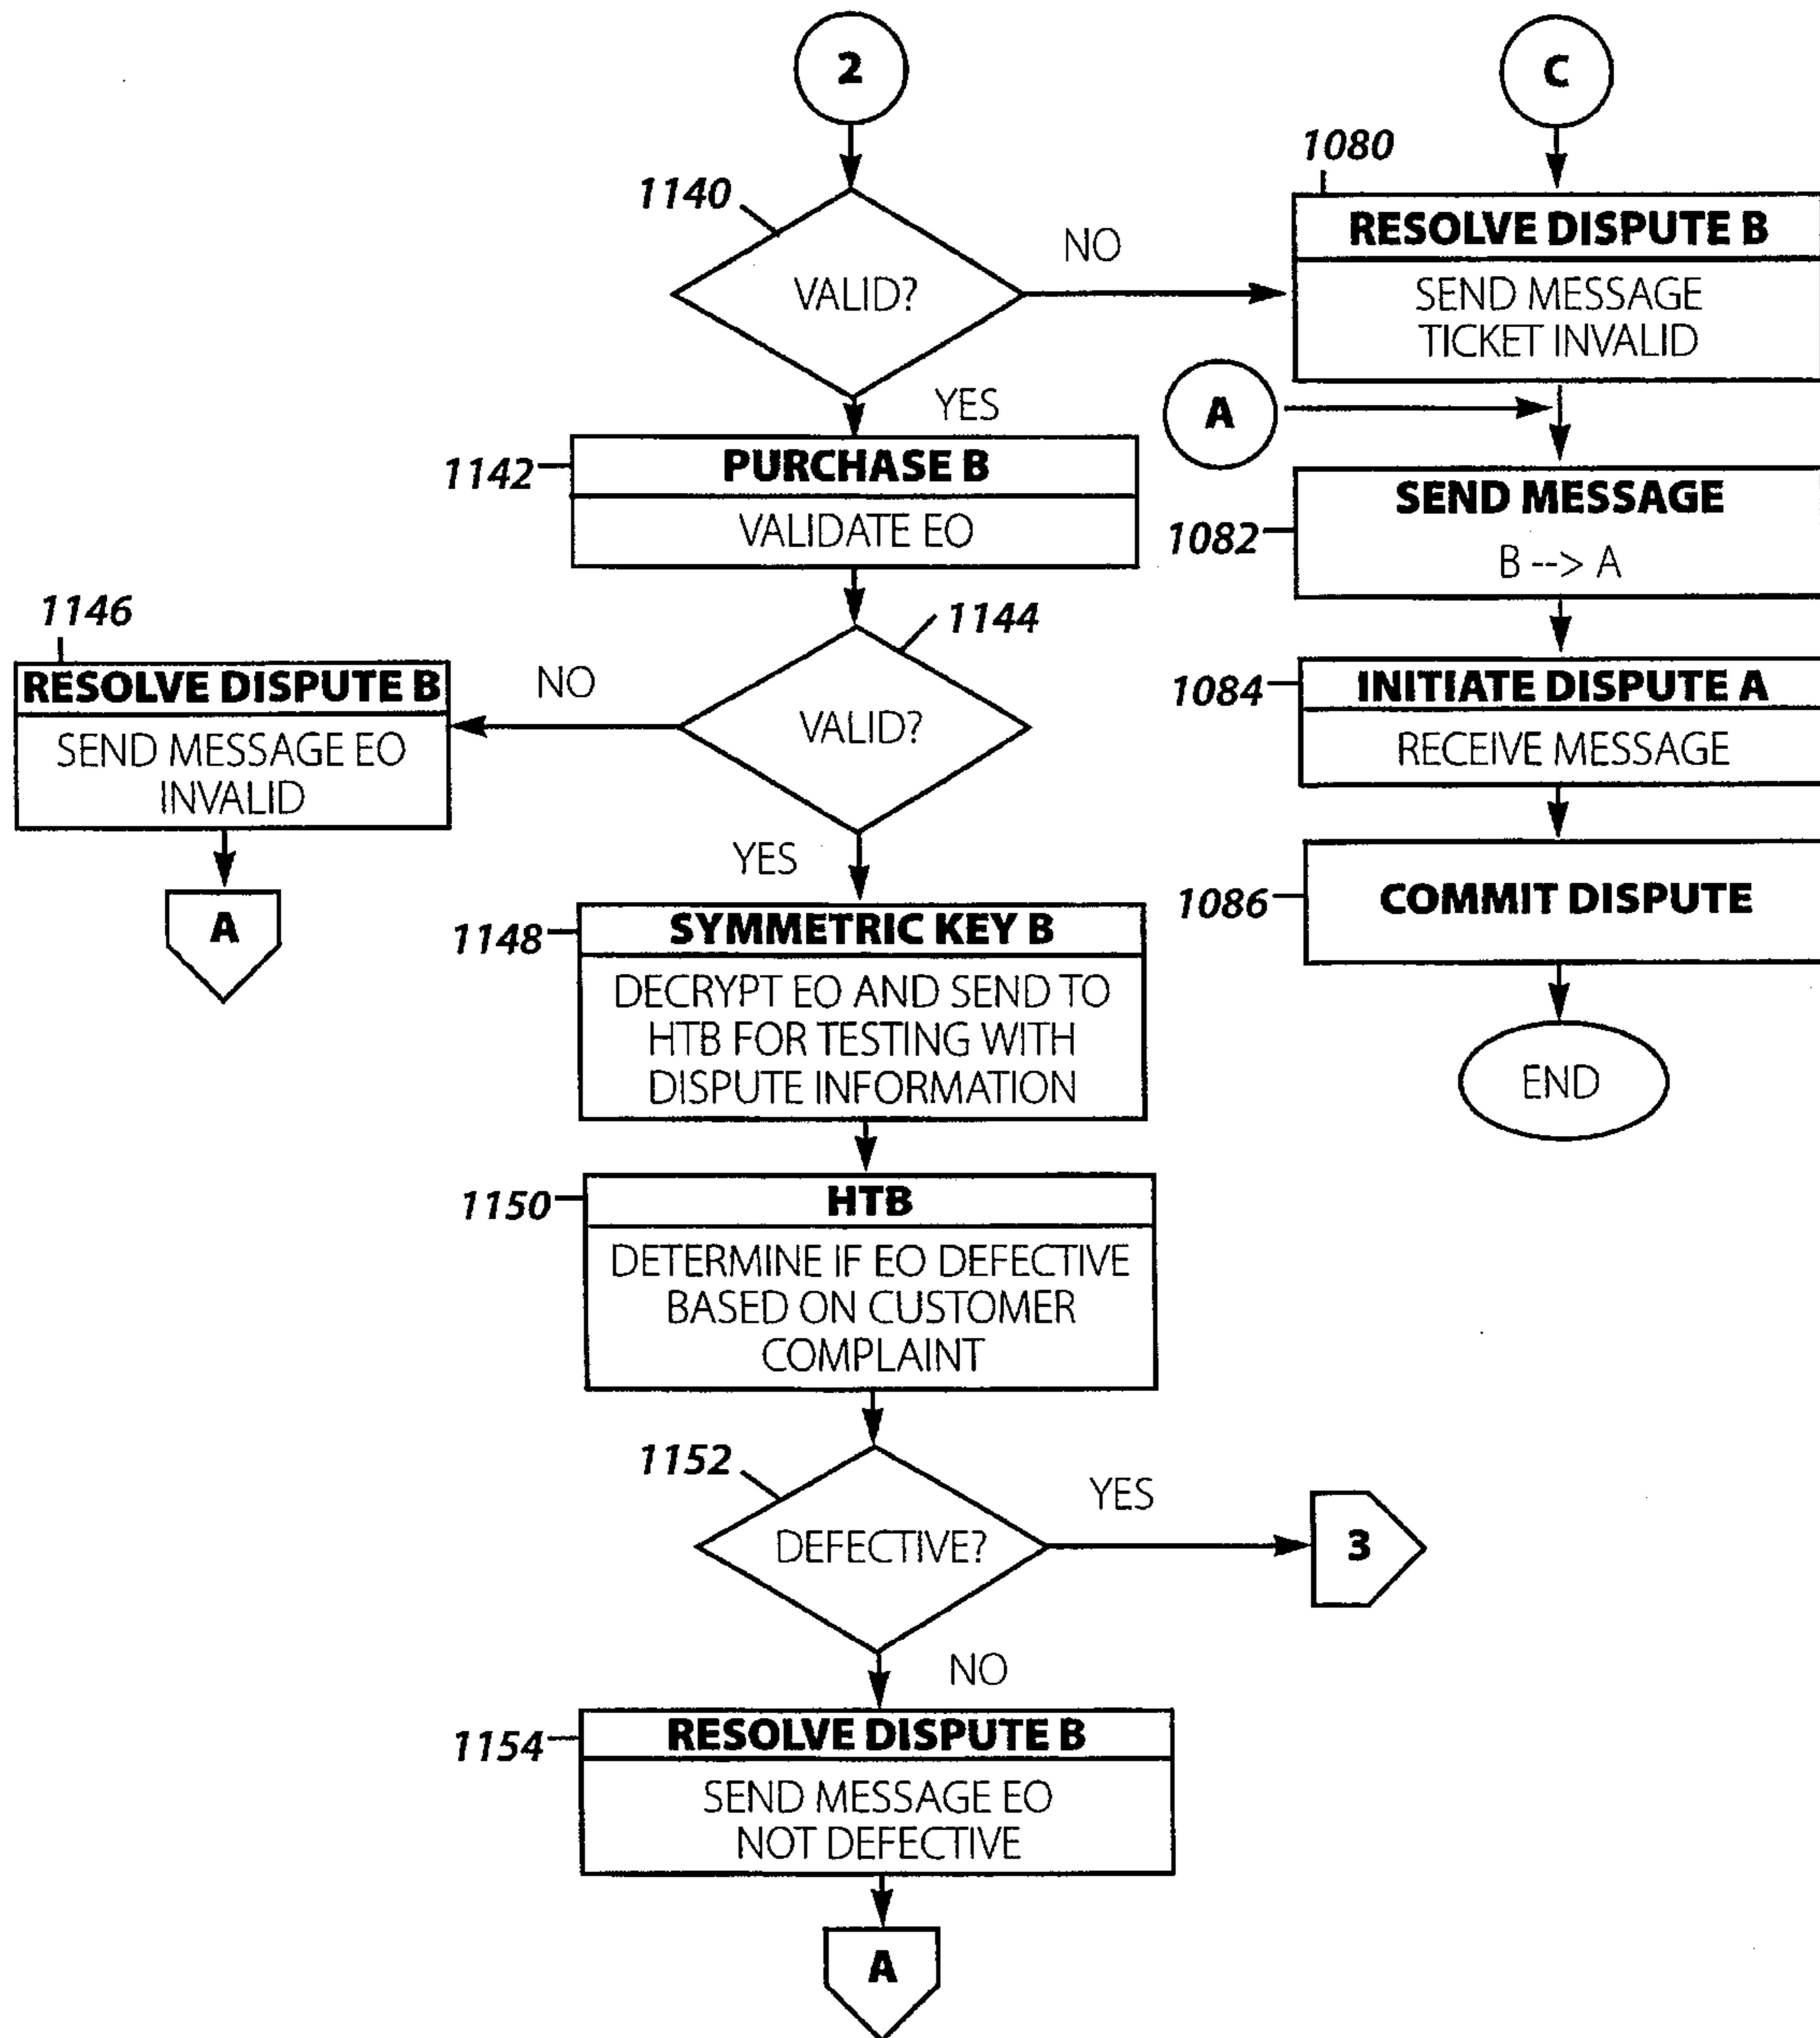 2
C
1140
1080
VALID?
NO
RESOLVE DISPUTE B
SEND MESSAGE
TICKET INVALID
YES
A
1142
PURCHASE B
VALIDATE EO
SEND MESSAGE
1082
B --> A
1146
1144
RESOLVE DISPUTE B
SEND MESSAGE EO
INVALID
NO
VALID?
1084
INITIATE DISPUTE A
RECEIVE MESSAGE
YES
A
1086
COMMIT DISPUTE
1148
SYMMETRIC KEY B
DECRYPT EO AND SEND TO
HTB FOR TESTING WITH
DISPUTE INFORMATION
END
1150
HTB
DETERMINE IF EO DEFECTIVE
BASED ON CUSTOMER
COMPLAINT
1152
DEFECTIVE?
YES
3
NO
1154
RESOLVE DISPUTE B
SEND MESSAGE EO
NOT DEFECTIVE
A